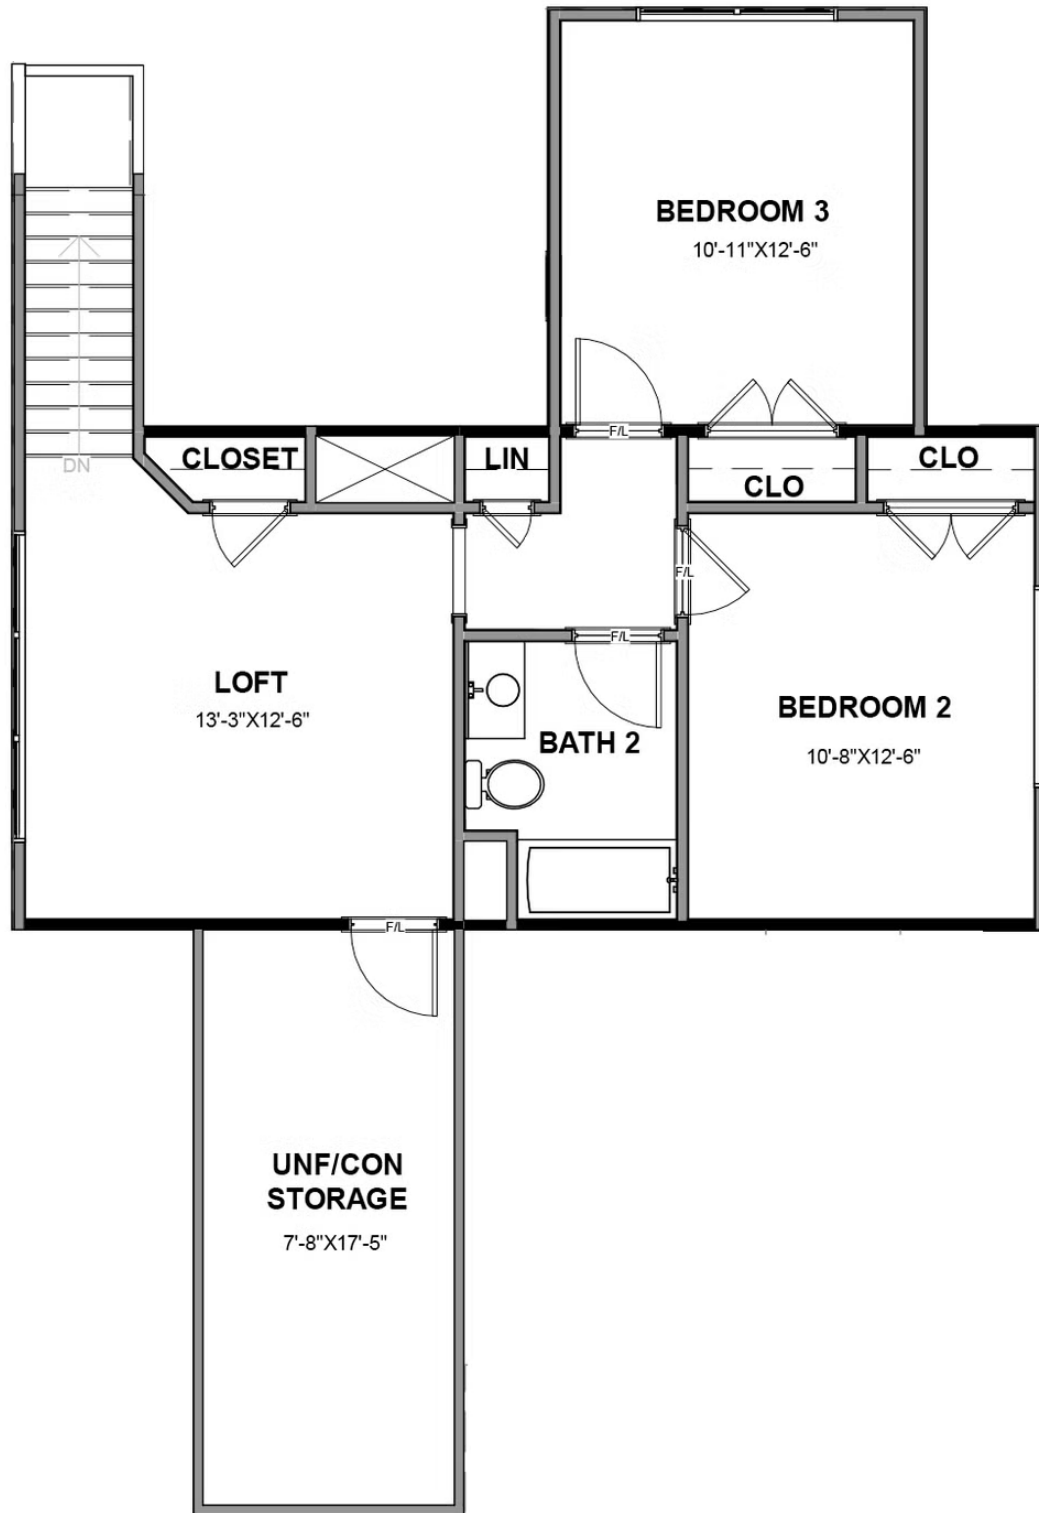 BEDROOM 3
10'-11"X12'-6"
F/L
CLOSET
LIN
CLO
CLO
DN
F/L
F/L
LOFT
13'-3"X12'-6"
BEDROOM 2
10'-8"X12'-6"
BATH 2
F/L
UNF/CON
STORAGE
7'-8"X17'-5"